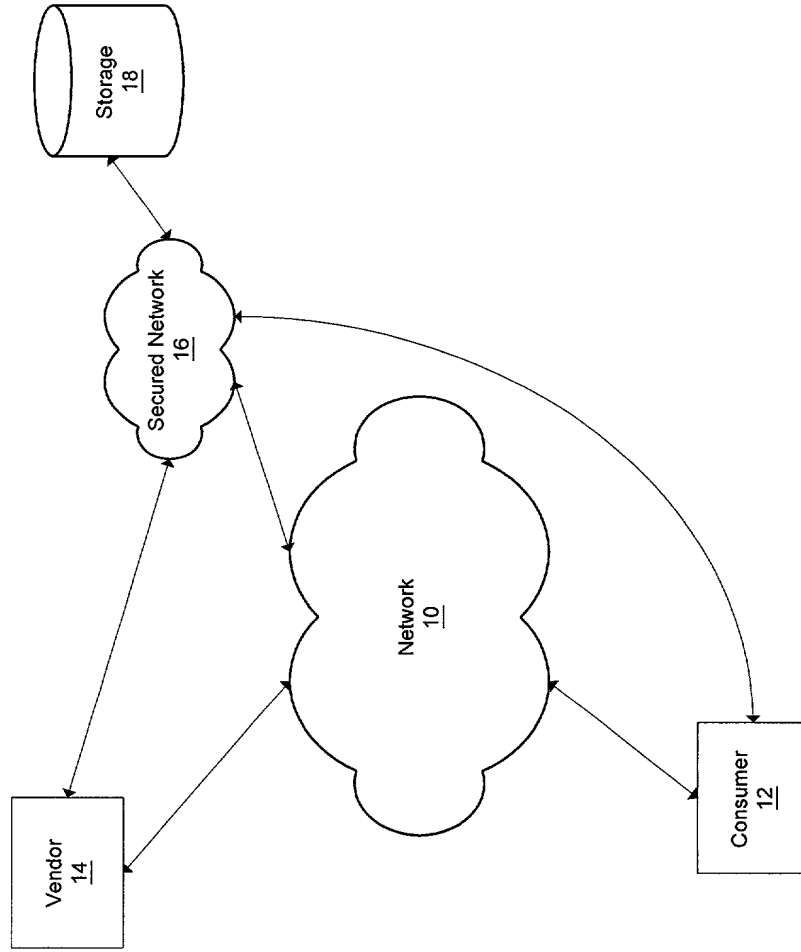 Storage
18
Secured Network
16
Network
10
Vendor
14
Consumer
12